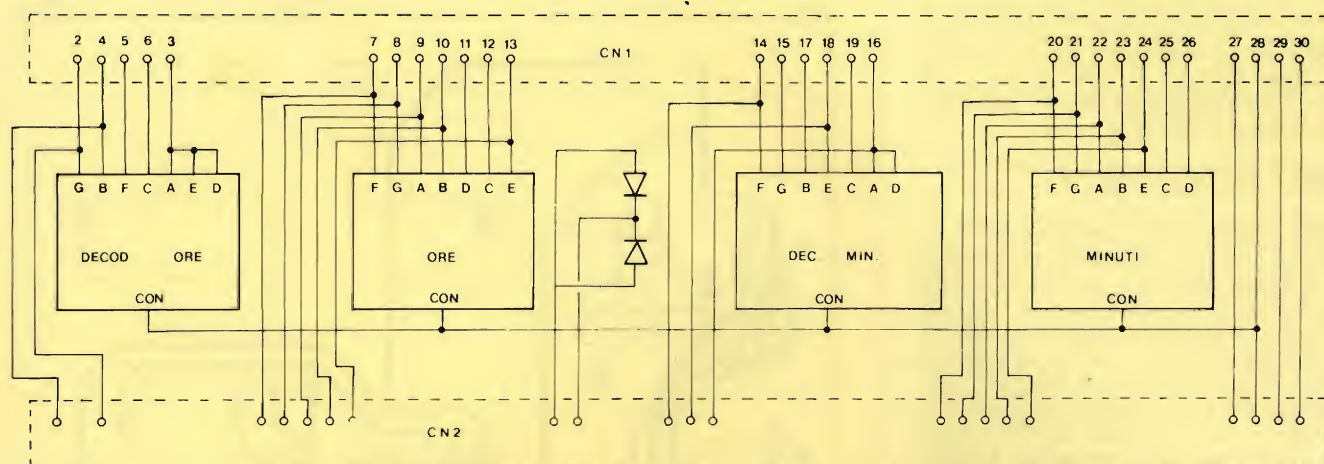 2 4 5 6 3 7 8 9 10 11 12 13 14 15 17 18 19 16 20 21 22 23 24 25 26 27 28 29 30
CN1
G B F C A E D
F G A B D C E
F G B E C A D
F G A B E C D
DECOD ORE
ORE
DEC. MIN.
MINUTI
CON
CON
CON
CON
CN2